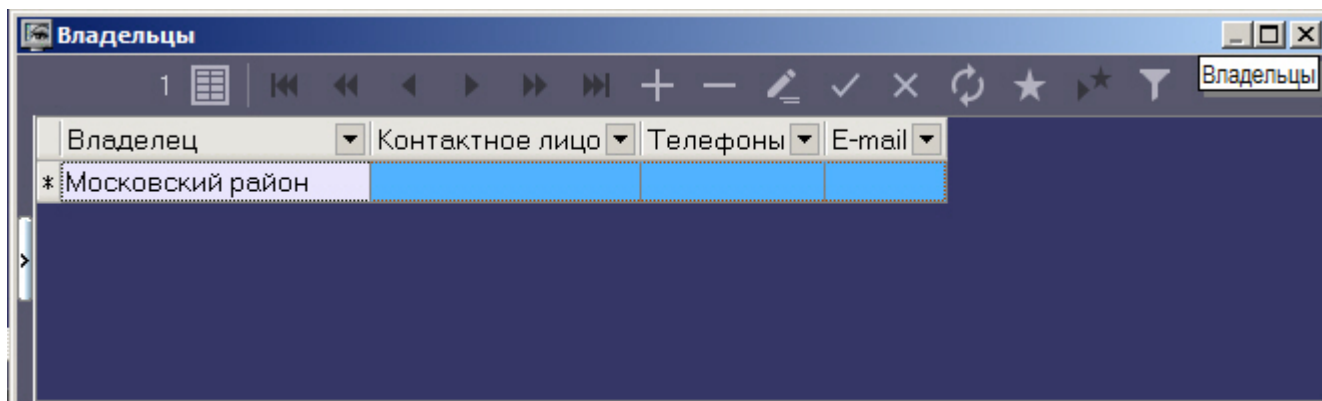 Владельцы
1
Владельцы
Владелец Контактное лицо Телефоны E-mail
* Московский район